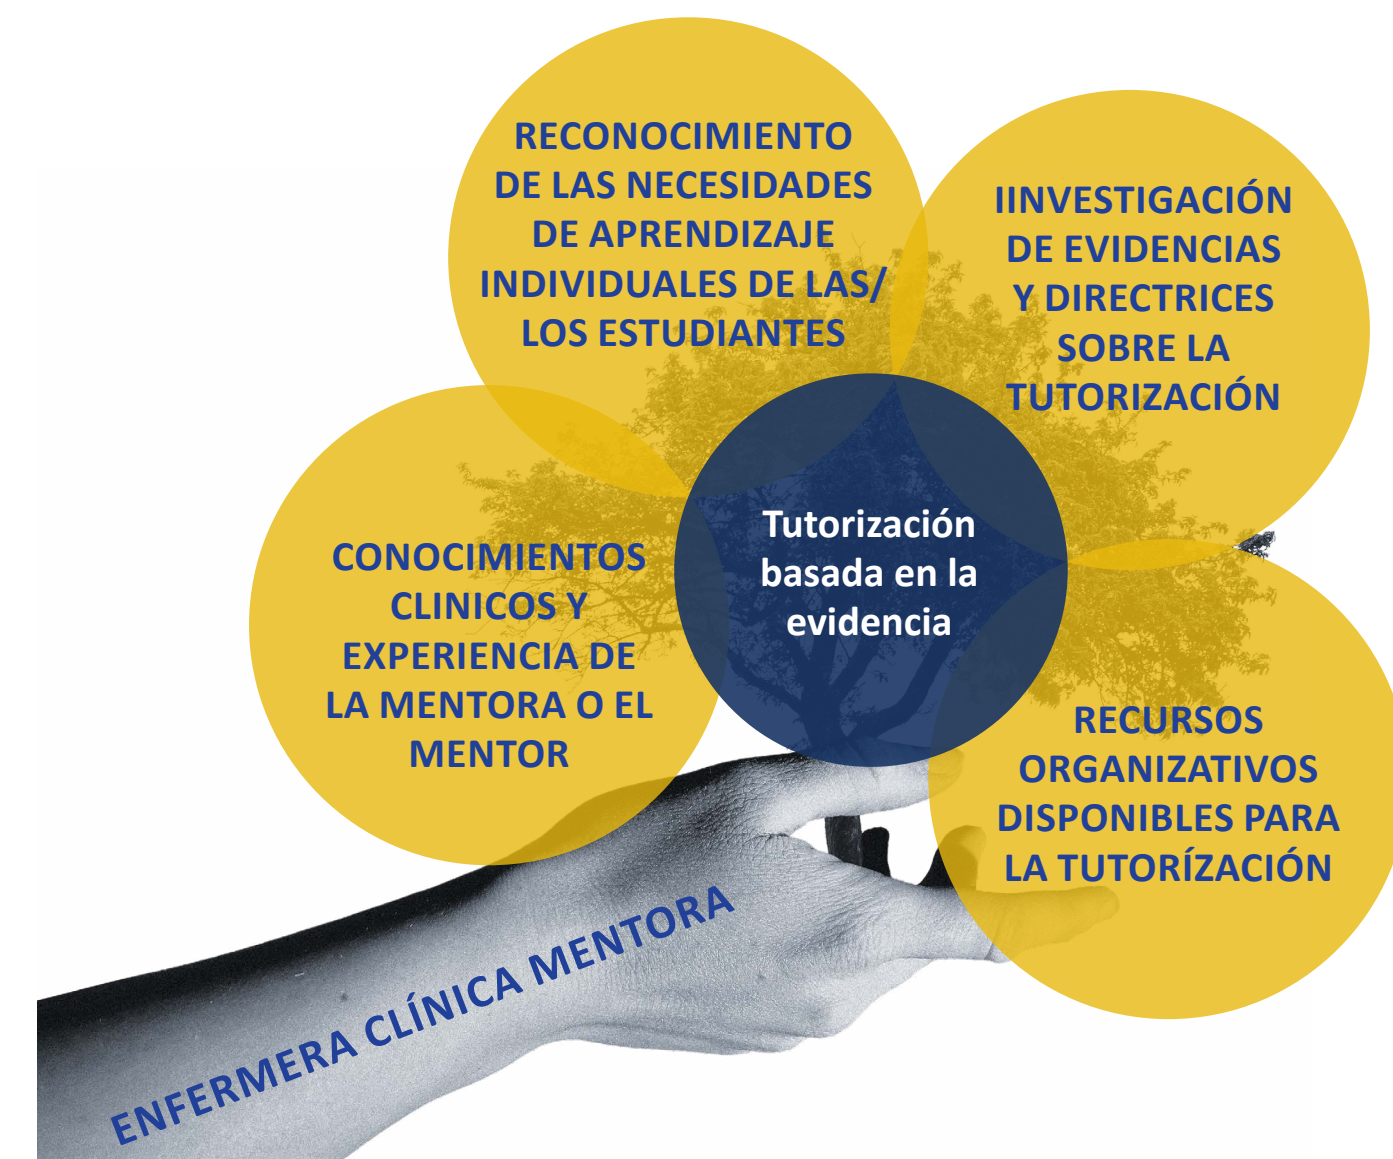 RECONOCIMIENTO
DE LAS NECESIDADES
DE APRENDIZAJE
INDIVIDUALES DE LAS/
LOS ESTUDIANTES
IINVESTIGACIÓN
DE EVIDENCIAS
Y DIRECTRICES
SOBRE LA
TUTORIZACIÓN
CONOCIMIENTOS
CLINICOS Y
EXPERIENCIA DE
LA MENTORA O EL
MENTOR
Tutorización
basada en la
evidencia
RECURSOS
ORGANIZATIVOS
DISPONIBLES PARA
LA TUTORÍZACIÓN
ENFERMERA CLÍNICA MENTORA